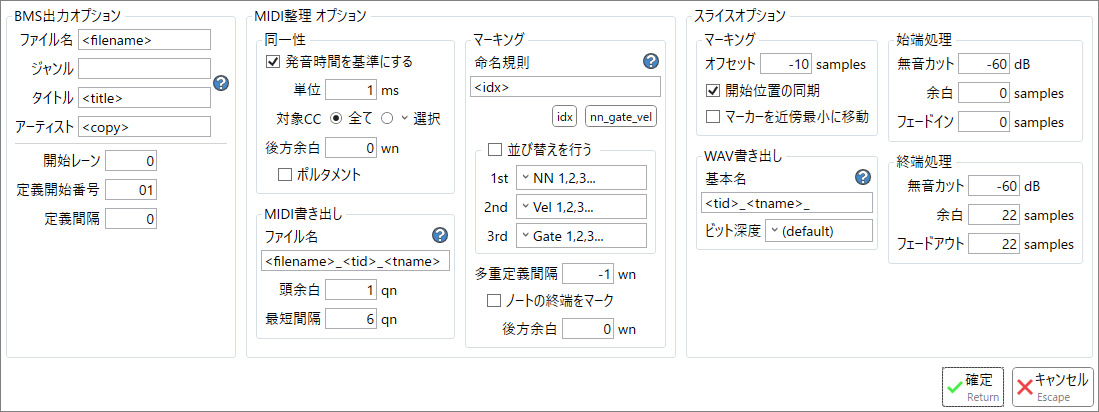 BMS出力オプション
ファイル名 <filename>
ジャンル
タイトル <title>
アーティスト <copy>
開始レーン 0
定義開始番号 01
定義間隔 0
MIDI整理 オプション
同一性
発音時間を基準にする
単位 1 ms
対象CC 全て 選択
後方余白 0 wn
ポルタメント
MIDI書き出し
ファイル名
<filename>_<tid>_<tname>
頭余白 1 qn
最短間隔 6 qn
マーキング
命名規則
<idx>
idx nn_gate_vel
並び替えを行う
1st NN 1,2,3...
2nd Vel 1,2,3...
3rd Gate 1,2,3...
多重定義間隔 -1 wn
ノートの終端をマーク
後方余白 0 wn
スライスオプション
マーキング
オフセット -10 samples
開始位置の同期
マーカーを近傍最小に移動
WAV書き出し
基本名
<tid>_<tname>_
ビット深度 (default)
始端処理
無音カット -60 dB
余白 0 samples
フェードイン 0 samples
終端処理
無音カット -60 dB
余白 22 samples
フェードアウト 22 samples
確定
Return
キャンセル
Escape